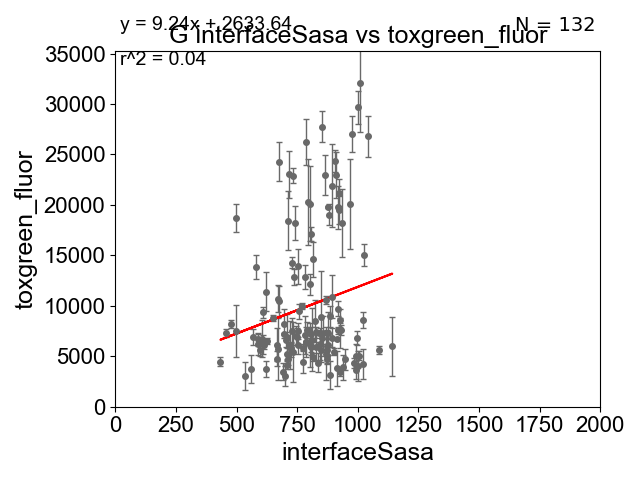 y = 9.24x + 2633.64
N = 132
G InterfaceSasa vs toxgreen_fluor
r^2 = 0.04
35000
30000
25000
20000
15000
10000
5000
0
toxgreen_fluor
0 250 500 750 1000 1250 1500 1750 2000
interfaceSasa